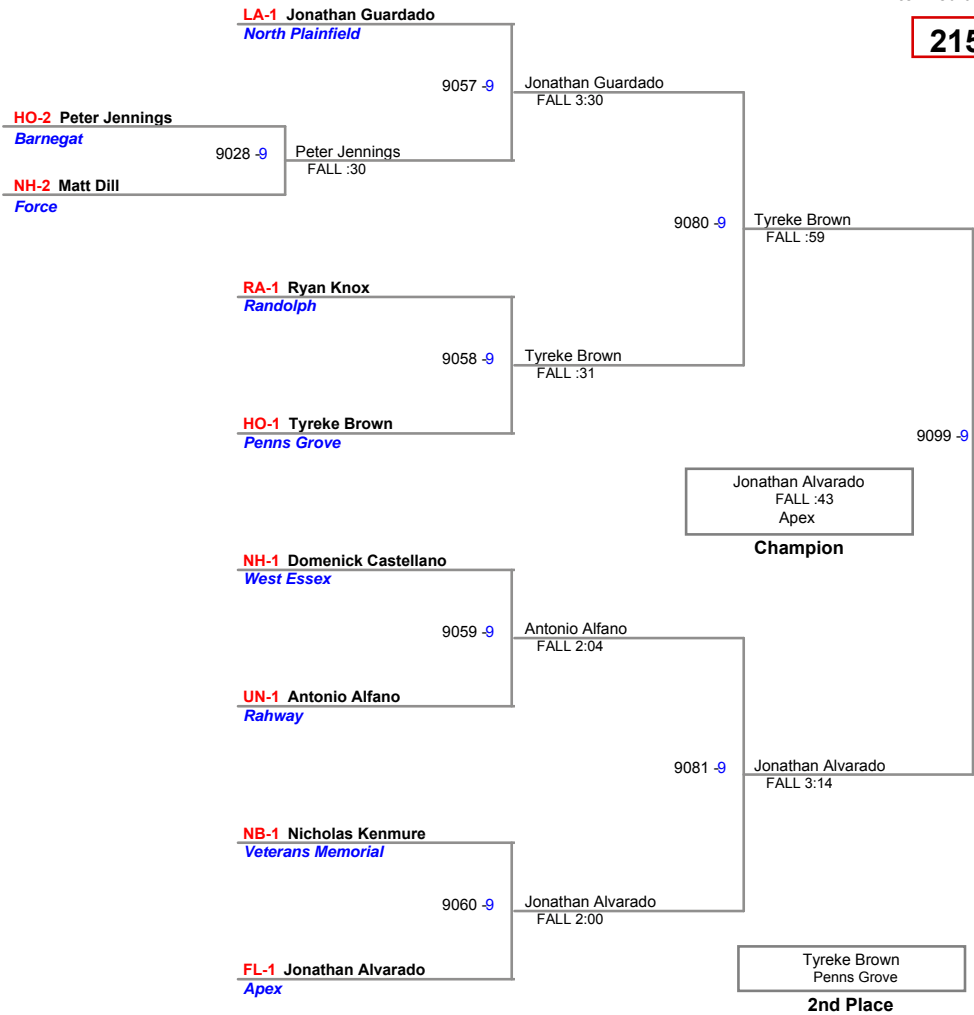 215
LA-1 Jonathan Guardado
North Plainfield
9057 -9
Jonathan Guardado
FALL 3:30
HO-2 Peter Jennings
Barnegat
9028 -9
Peter Jennings
FALL :30
NH-2 Matt Dill
Force
9080 -9
Tyreke Brown
FALL :59
RA-1 Ryan Knox
Randolph
9058 -9
Tyreke Brown
FALL :31
HO-1 Tyreke Brown
Penns Grove
9099 -9
Jonathan Alvarado
FALL :43
Apex
Champion
NH-1 Domenick Castellano
West Essex
9059 -9
Antonio Alfano
FALL 2:04
UN-1 Antonio Alfano
Rahway
9081 -9
Jonathan Alvarado
FALL 3:14
NB-1 Nicholas Kenmure
Veterans Memorial
9060 -9
Jonathan Alvarado
FALL 2:00
FL-1 Jonathan Alvarado
Apex
Tyreke Brown
Penns Grove
2nd Place